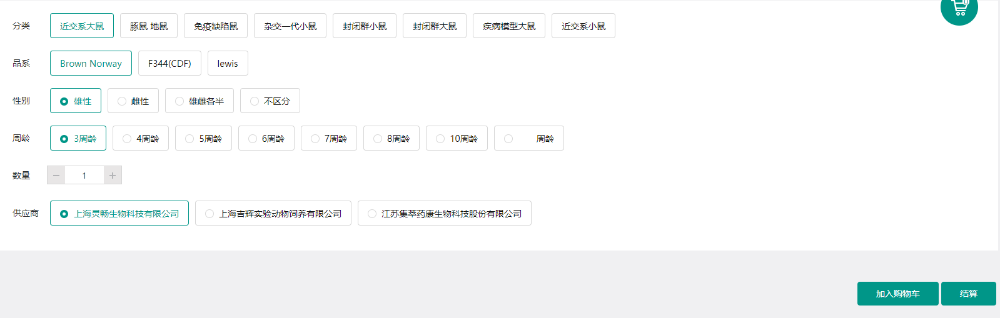 0
分类 近交系大鼠 豚鼠 地鼠 免疫缺陷鼠 杂交一代小鼠 封闭群小鼠 封闭群大鼠 疾病模型大鼠 近交系小鼠
品系 Brown Norway F344(CDF) lewis
性别 雄性 雌性 雄雌各半 不区分
周龄 3周龄 4周龄 5周龄 6周龄 7周龄 8周龄 10周龄 周龄
数量 − 1 +
供应商 上海灵畅生物科技有限公司 上海吉辉实验动物饲养有限公司 江苏集萃药康生物科技股份有限公司
加入购物车 结算